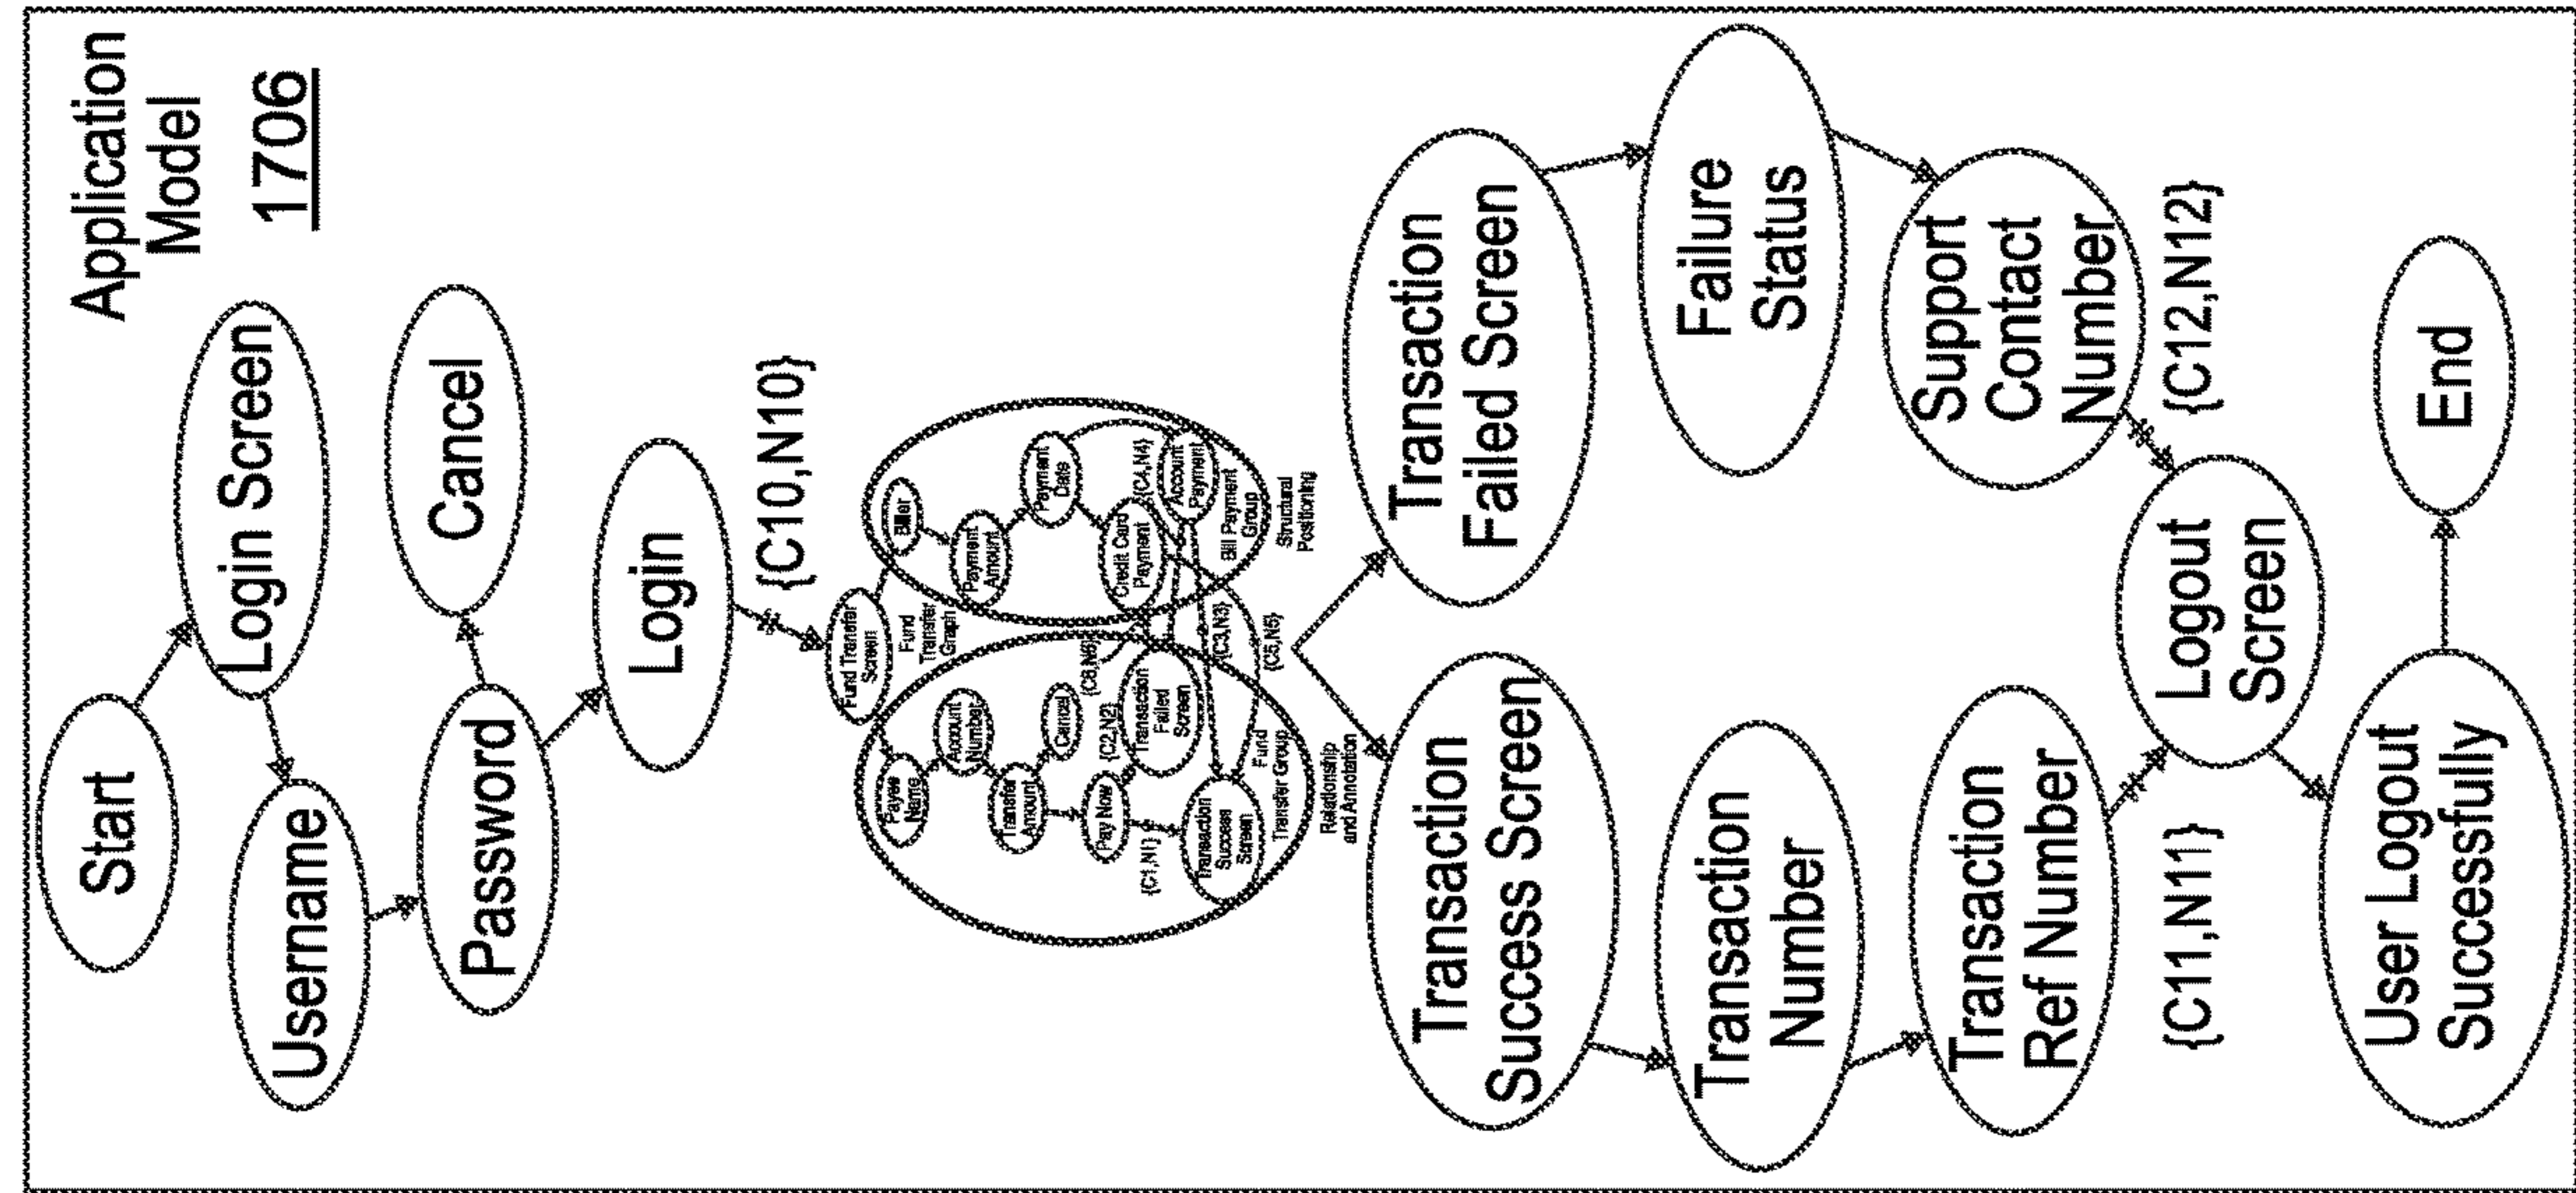 Application
Model
1706
Start
Login Screen
Username
Cancel
Password
Login
{C10,N10}
Fund Transfer
Screen
Fund
Transfer
Graph
Biller
Payment
Amount
Payment
Date
Credit Card
Payment
{C4,N4}
Account
Payment
Bill Payment
Group
Structural
Positioning
Payee
Name
Account
Number
Transfer
Amount
Cancel
Pay Now
{C2,N2}
{C6,N6}
Transaction
Failed
Screen
{C1,N1}
Transaction
Success
Screen
{C3,N3}
{C5,N5}
Fund
Transfer Group
Relationship
and Annotation
Transaction
Failed Screen
Failure
Status
Support
Contact
Number
{C12,N12}
Transaction
Success Screen
Transaction
Number
Transaction
Ref Number
{C11,N11}
Logout
Screen
User Logout
Successfully
End